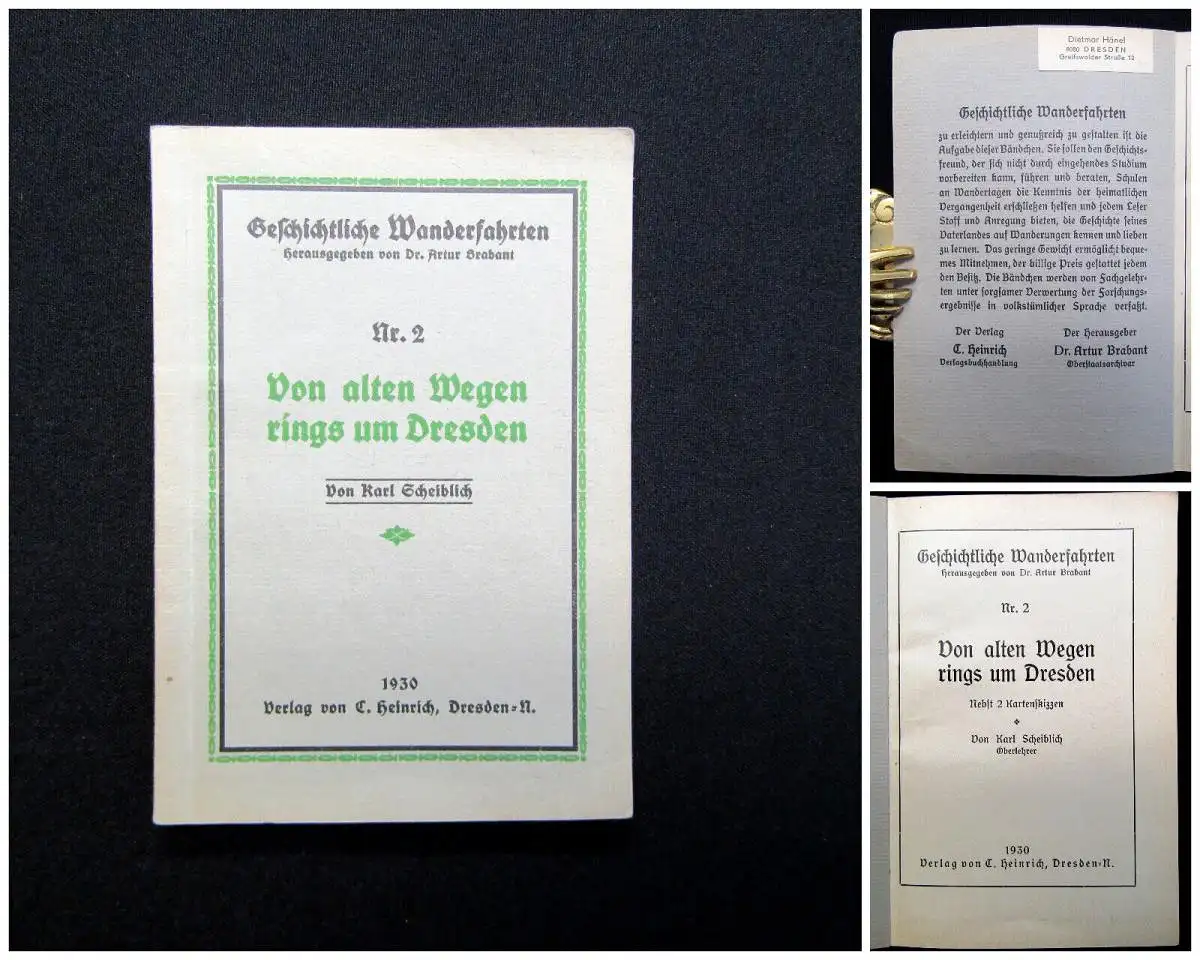 Geschichtliche Wanderfahrten
Herausgegeben von Dr. Artur Brabant
Nr. 2
Von alten Wegen
rings um Dresden
Von Karl Scheiblich
1930
Verlag von C. Heinrich, Dresden-N.
Dietmar Hänel
8060 DRESDEN
Greifswalder Straße 13
Geschichtliche Wanderfahrten
zu erleichtern und genußreich zu gestalten ist die
Aufgabe dieser Bändchen. Sie sollen den Geschichts-
freund, der sich nicht durch eingehendes Studium
vorbereiten kann, führen und beraten, Schulen
an Wandertagen die Kenntnis der heimatlichen
Vergangenheit erschließen helfen und jedem Leser
Stoff und Anregung bieten, die Geschichte seines
Vaterlandes auf Wanderungen kennen und lieben
zu lernen. Das geringe Gewicht ermöglicht beque-
mes Mitnehmen, der billige Preis gestattet jedem
den Besitz. Die Bändchen werden von Fachgelehr-
ten unter sorgsamer Verwertung der Forschungs-
ergebnisse in volkstümlicher Sprache verfaßt.
Der Verlag
C. Heinrich
Verlagsbuchhandlung
Der Herausgeber
Dr. Artur Brabant
Oberstaatsarchivar
Geschichtliche Wanderfahrten
Herausgegeben von Dr. Artur Brabant
Nr. 2
Von alten Wegen
rings um Dresden
Nebst 2 Kartenskizzen
Von Karl Scheiblich
Oberlehrer
1930
Verlag von C. Heinrich, Dresden-N.